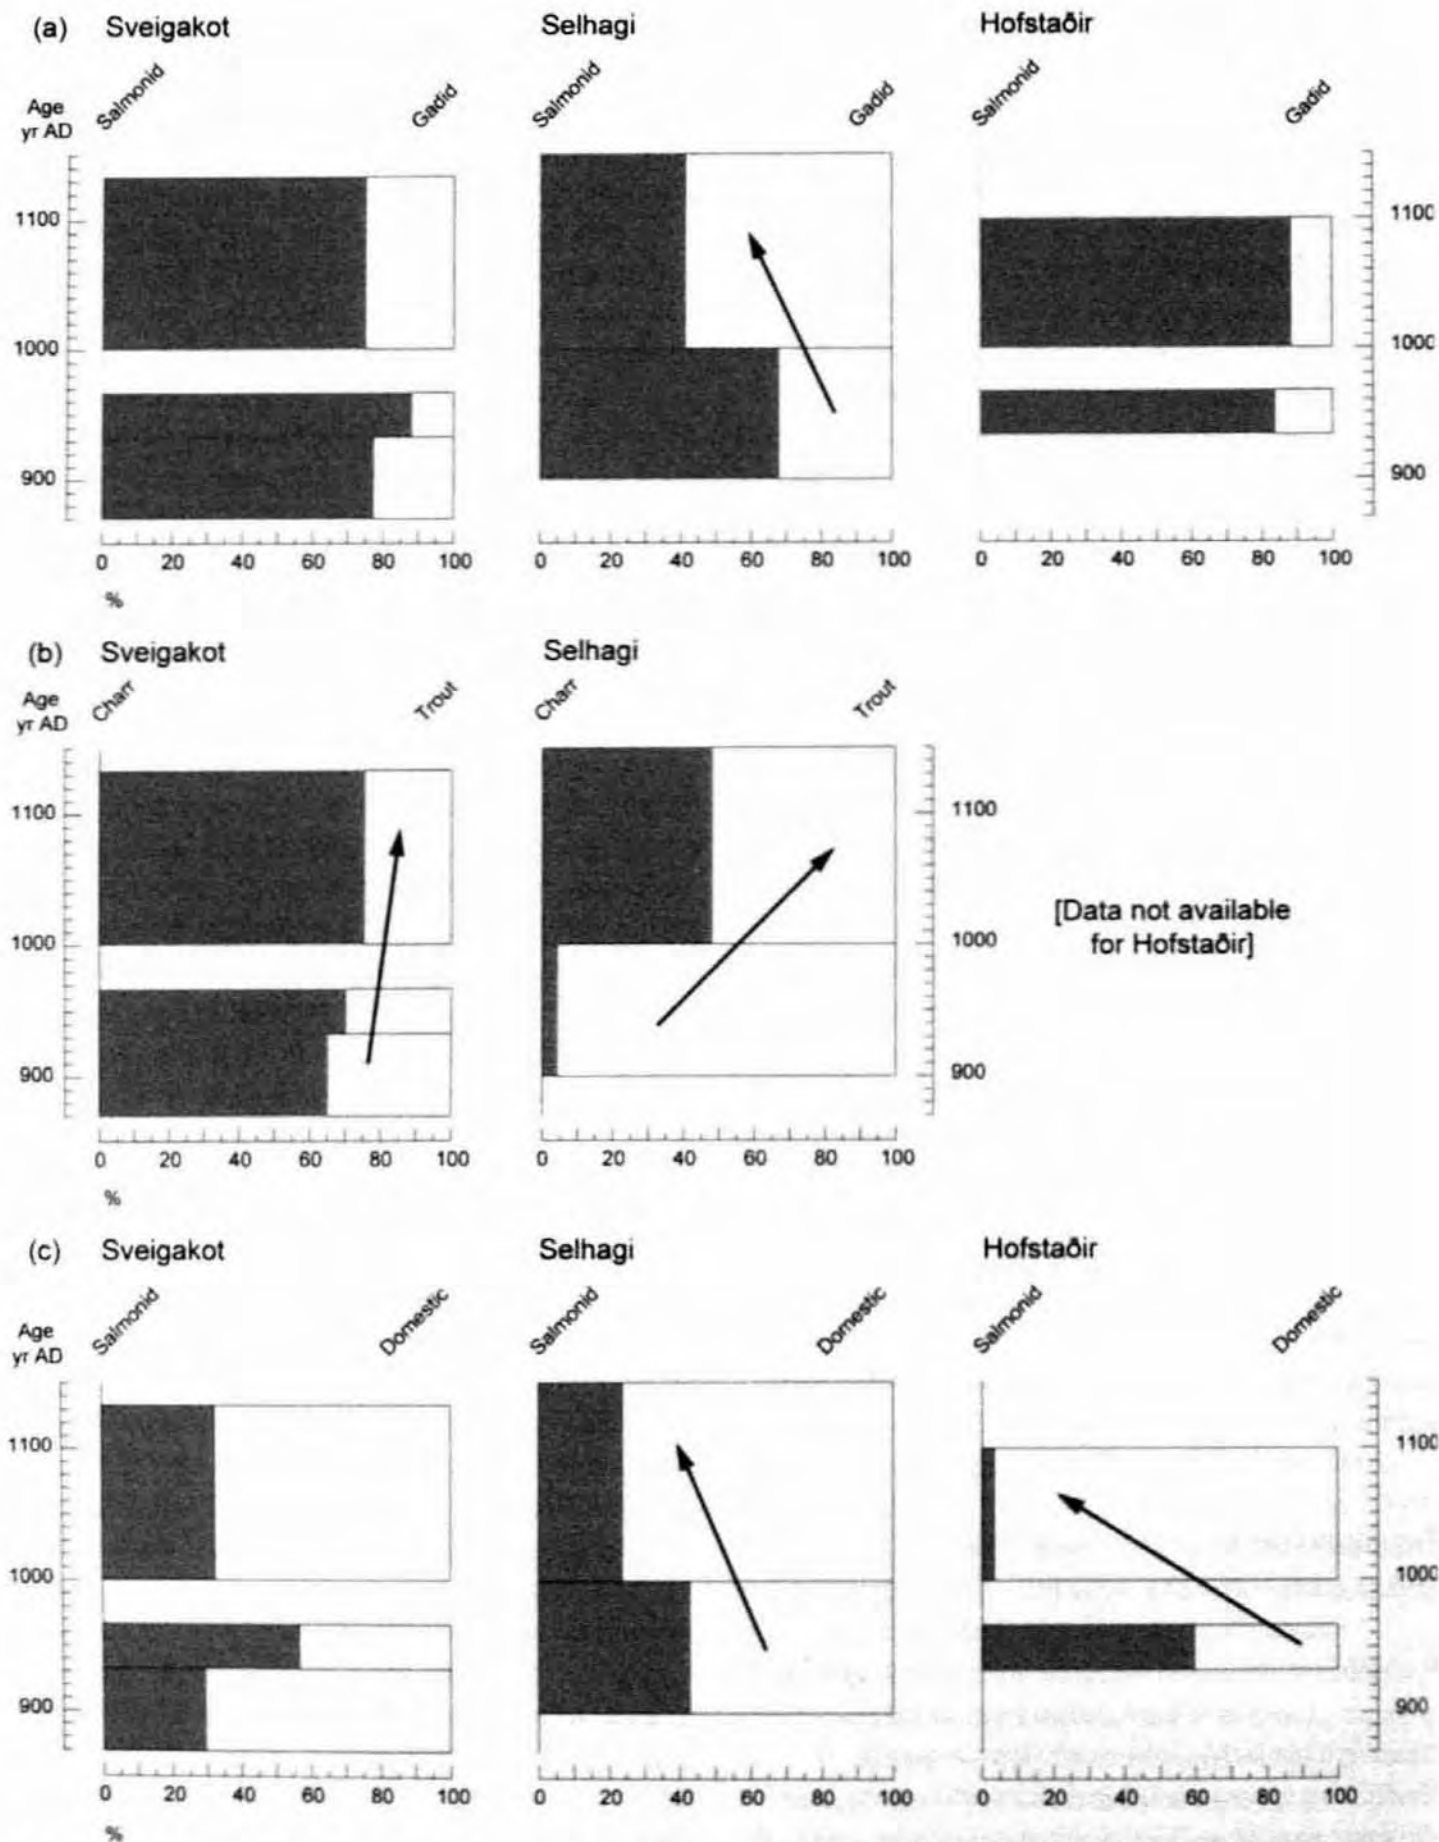 (a) Sveigakot Selhagi Hofstaðir
Age
yr AD
Salmonid Gadid Salmonid Gadid Salmonid Gadid
1100 1100
1000 1000
900 900
0 20 40 60 80 100 0 20 40 60 80 100 0 20 40 60 80 100
%
(b) Sveigakot Selhagi
Age
yr AD
Charr Trout Charr Trout
1100 1100
[Data not available
for Hofstaðir]
1000 1000
900 900
0 20 40 60 80 100 0 20 40 60 80 100
%
(c) Sveigakot Selhagi Hofstaðir
Age
yr AD
Salmonid Domestic Salmonid Domestic Salmonid Domestic
1100 1100
1000 1000
900 900
0 20 40 60 80 100 0 20 40 60 80 100 0 20 40 60 80 100
%